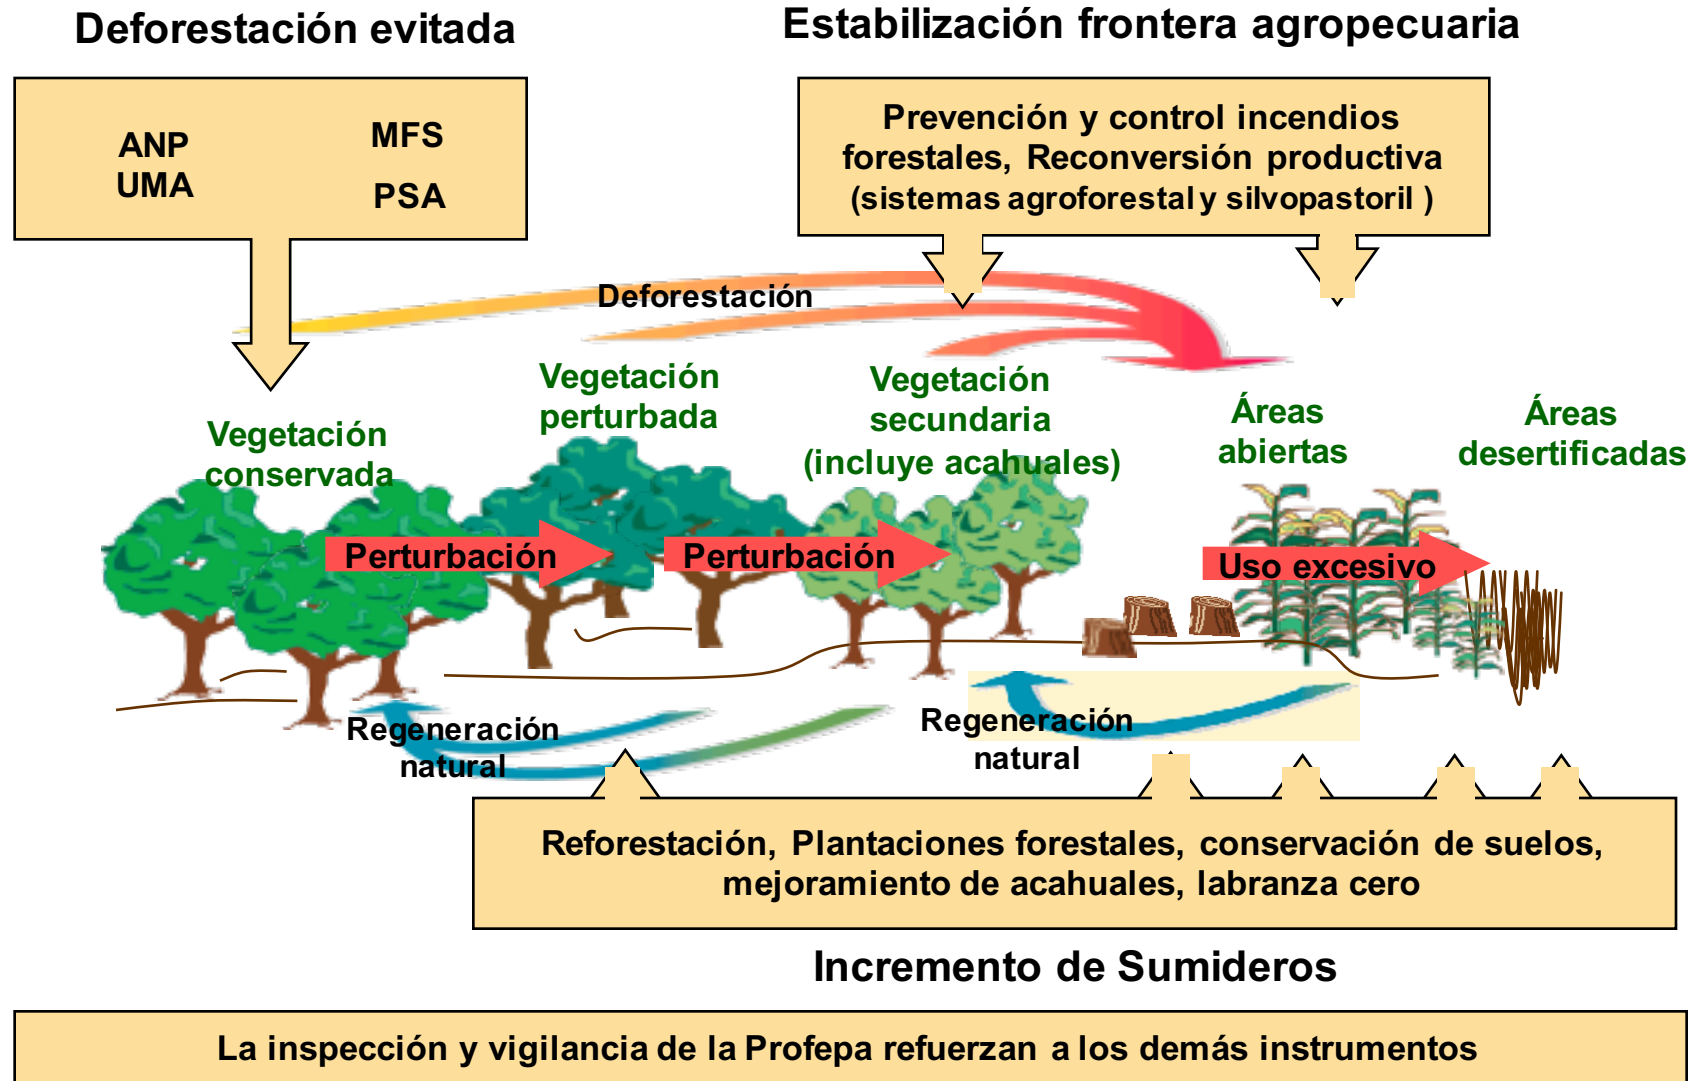 Deforestación evitada
Estabilización frontera agropecuaria
ANP
UMA
MFS
PSA
Prevención y control incendios
forestales, Reconversión productiva
(sistemas agroforestal y silvopastoril )
Deforestación
Vegetación
conservada
Vegetación
perturbada
Vegetación
secundaria
(incluye acahuales)
Áreas
abiertas
Áreas
desertificadas
Perturbación
Perturbación
Uso excesivo
Regeneración
natural
Regeneración
natural
Reforestación, Plantaciones forestales, conservación de suelos,
mejoramiento de acahuales, labranza cero
Incremento de Sumideros
La inspección y vigilancia de la Profepa refuerzan a los demás instrumentos